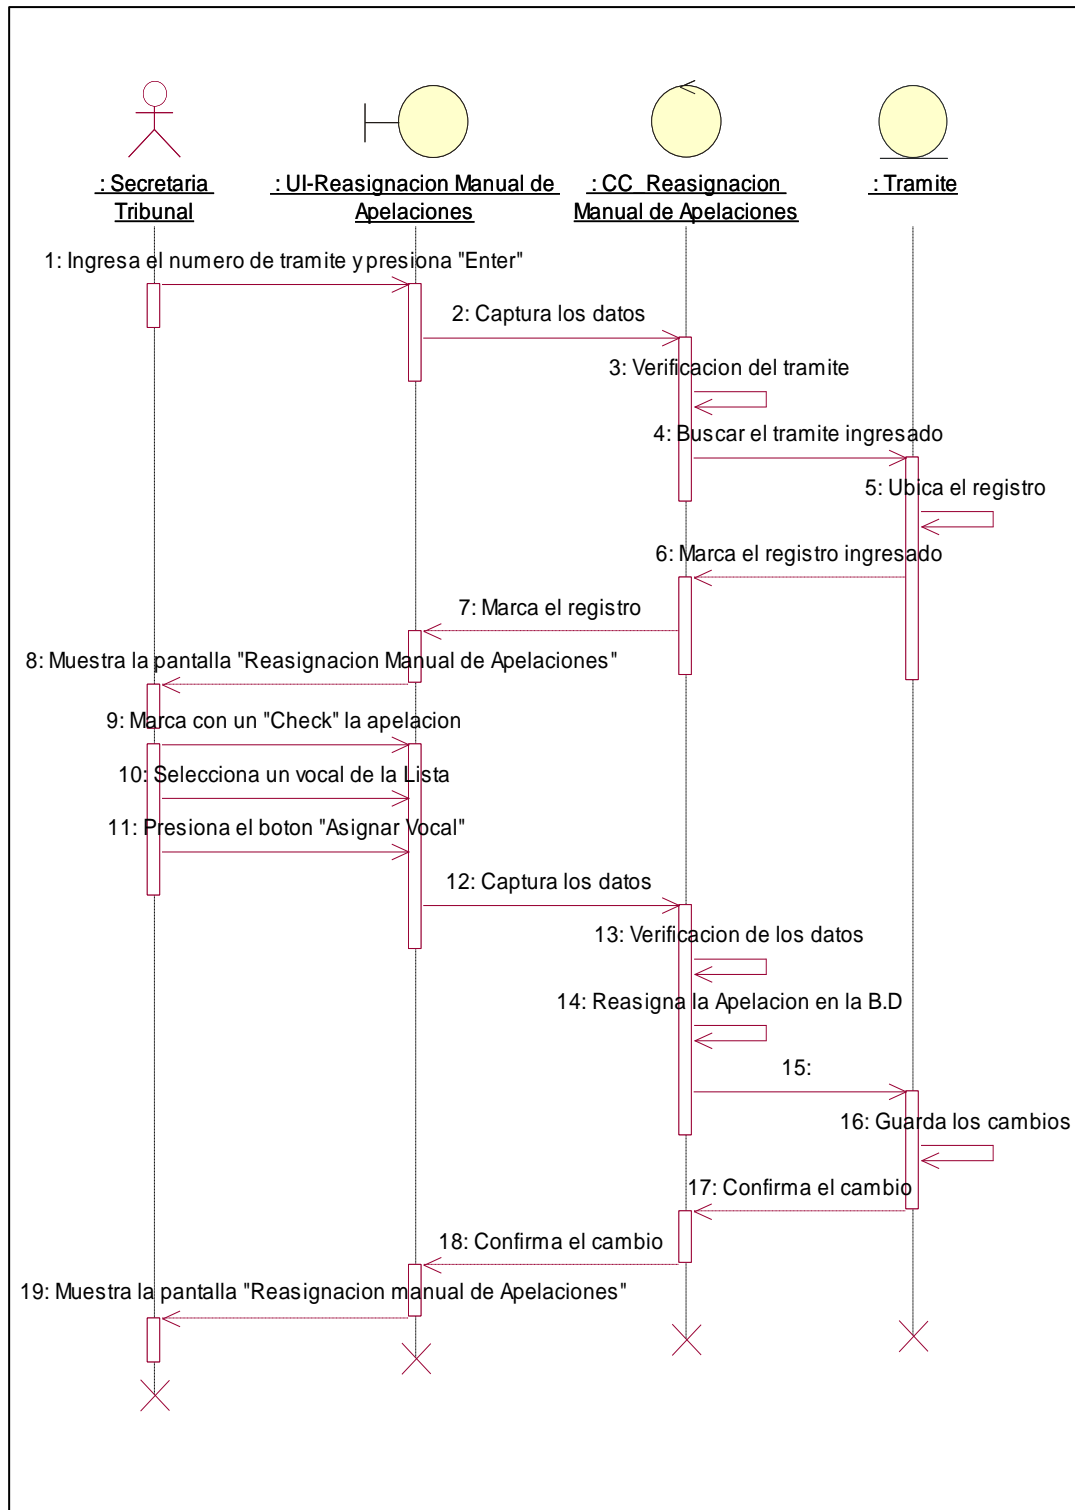 : Secretaria
Tribunal
: UI-Reasignacion Manual de
Apelaciones
: CC_Reasignacion
Manual de Apelaciones
: Tramite
1: Ingresa el numero de tramite y presiona "Enter"
2: Captura los datos
3: Verificacion del tramite
4: Buscar el tramite ingresado
5: Ubica el registro
6: Marca el registro ingresado
7: Marca el registro
8: Muestra la pantalla "Reasignacion Manual de Apelaciones"
9: Marca con un "Check" la apelacion
10: Selecciona un vocal de la Lista
11: Presiona el boton "Asignar Vocal"
12: Captura los datos
13: Verificacion de los datos
14: Reasigna la Apelacion en la B.D
15:
16: Guarda los cambios
17: Confirma el cambio
18: Confirma el cambio
19: Muestra la pantalla "Reasignacion manual de Apelaciones"